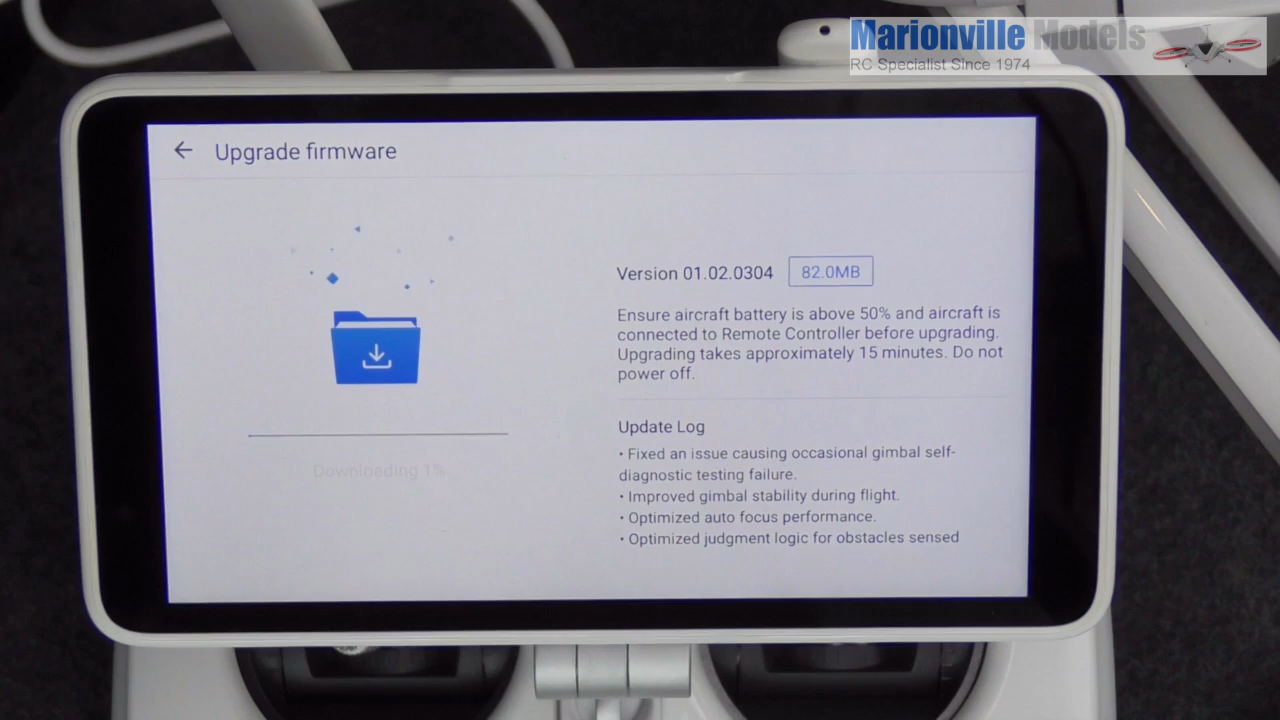 Marionville Models
RC Specialist Since 1974
Upgrade firmware
Version 01.02.0304 82.0MB
Ensure aircraft battery is above 50% and aircraft is
connected to Remote Controller before upgrading.
Upgrading takes approximately 15 minutes. Do not
power off.
Update Log
• Fixed an issue causing occasional gimbal self-
diagnostic testing failure.
• Improved gimbal stability during flight.
• Optimized auto focus performance.
• Optimized judgment logic for obstacles sensed
Downloading 1%